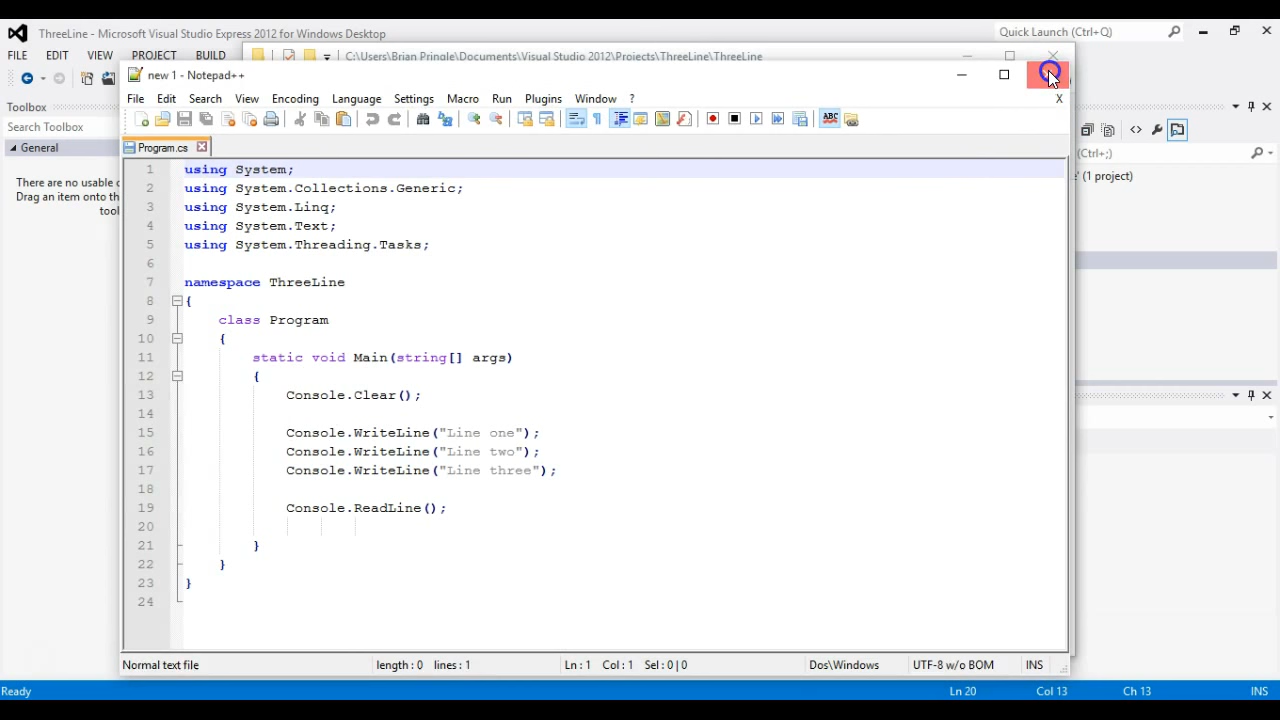 ThreeLine - Microsoft Visual Studio Express 2012 for Windows Desktop
Quick Launch (Ctrl+Q)
FILE EDIT VIEW PROJECT BUILD
C:\Users\Brian Pringle\Documents\Visual Studio 2012\Projects\ThreeLine\ThreeLine
new 1 - Notepad++
File Edit Search View Encoding Language Settings Macro Run Plugins Window ? X
Toolbox
Search Toolbox
General
There are no usable
Drag an item onto th
tool
ABC
Program.cs
(Ctrl+;)
' (1 project)
1 using System;
2 using System.Collections.Generic;
3 using System.Linq;
4 using System.Text;
5 using System.Threading.Tasks;
6
7 namespace ThreeLine
8 {
9 class Program
10 {
11 static void Main(string[] args)
12 {
13 Console.Clear();
14
15 Console.WriteLine("Line one");
16 Console.WriteLine("Line two");
17 Console.WriteLine("Line three");
18
19 Console.ReadLine();
20
21 }
22 }
23 }
24
Normal text file length : 0 lines : 1 Ln : 1 Col : 1 Sel : 0 | 0 Dos\Windows UTF-8 w/o BOM INS
Ready Ln 20 Col 13 Ch 13 INS